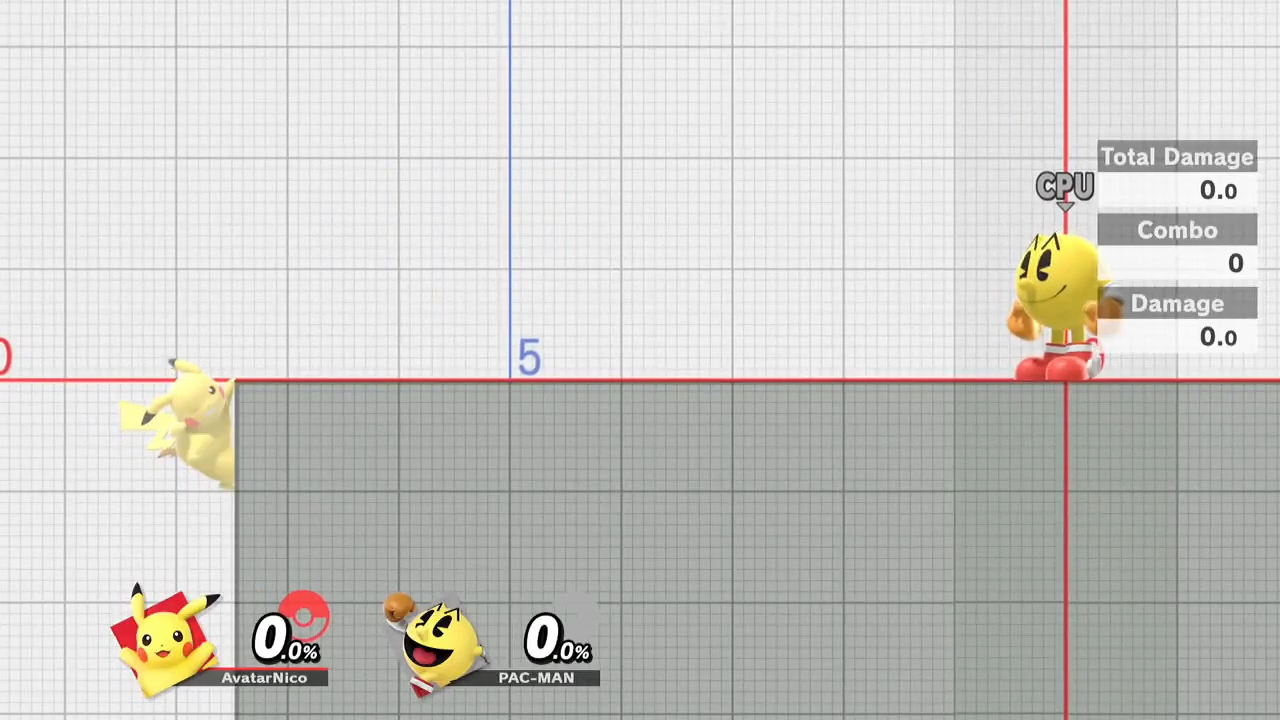 Total Damage
CPU
0.0
Combo
0
Damage
0.0
0
5
0.0%
AvatarNico
0.0%
PAC-MAN